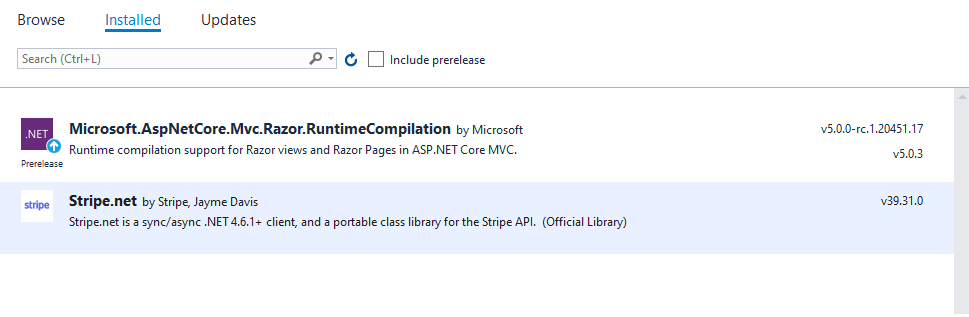 Browse Installed Updates
Search (Ctrl+L) Include prerelease
.NET Microsoft.AspNetCore.Mvc.Razor.RuntimeCompilation by Microsoft v5.0.0-rc.1.20451.17
Runtime compilation support for Razor views and Razor Pages in ASP.NET Core MVC. v5.0.3
Prerelease
stripe Stripe.net by Stripe, Jayme Davis v39.31.0
Stripe.net is a sync/async .NET 4.6.1+ client, and a portable class library for the Stripe API. (Official Library)